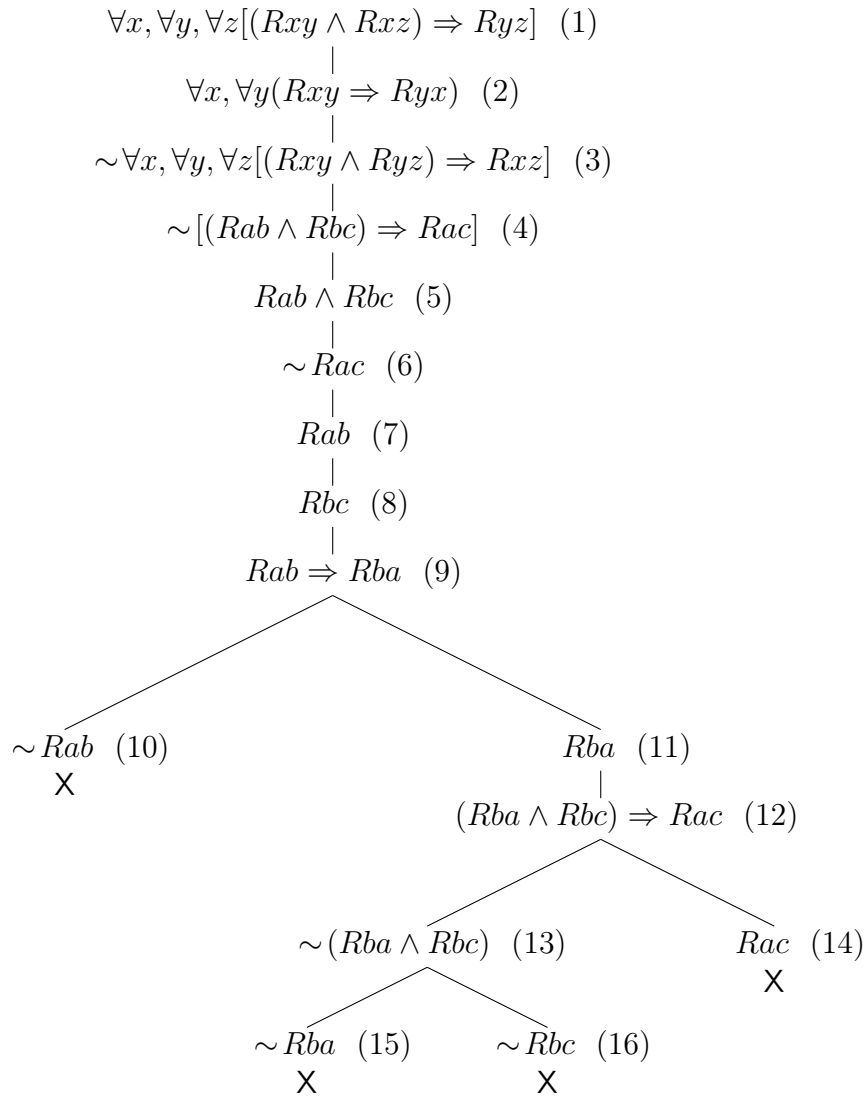 ∀x, ∀y, ∀z[(Rxy ∧ Rxz) ⇒ Ryz] (1)
∀x, ∀y(Rxy ⇒ Ryx) (2)
∼∀x, ∀y, ∀z[(Rxy ∧ Ryz) ⇒ Rxz] (3)
∼[(Rab ∧ Rbc) ⇒ Rac] (4)
Rab ∧ Rbc (5)
∼Rac (6)
Rab (7)
Rbc (8)
Rab ⇒ Rba (9)
∼Rab (10) Rba (11)
X
(Rba ∧ Rbc) ⇒ Rac (12)
∼(Rba ∧ Rbc) (13) Rac (14)
X
∼Rba (15) ∼Rbc (16)
X X